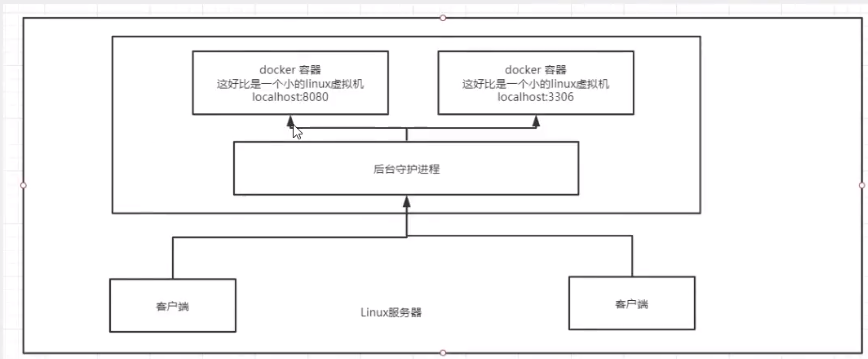 docker 容器
这好比是一个小的linux虚拟机
localhost:8080
docker 容器
这好比是一个小的linux虚拟机
localhost:3306
后台守护进程
客户端
Linux服务器
客户端